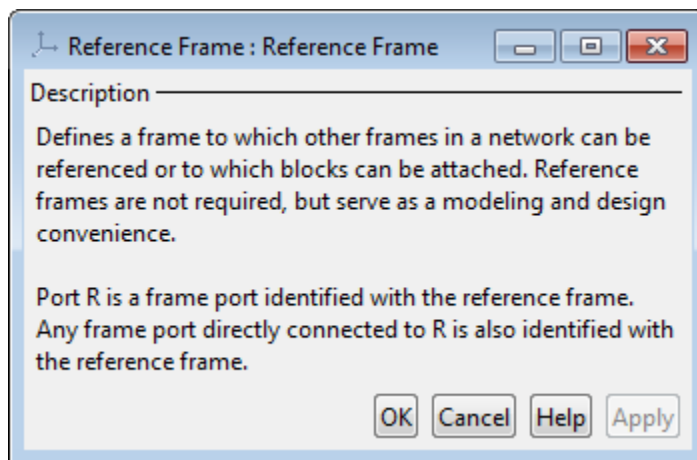 Reference Frame : Reference Frame
Description
Defines a frame to which other frames in a network can be
referenced or to which blocks can be attached. Reference
frames are not required, but serve as a modeling and design
convenience.
Port R is a frame port identified with the reference frame.
Any frame port directly connected to R is also identified with
the reference frame.
OK Cancel Help Apply